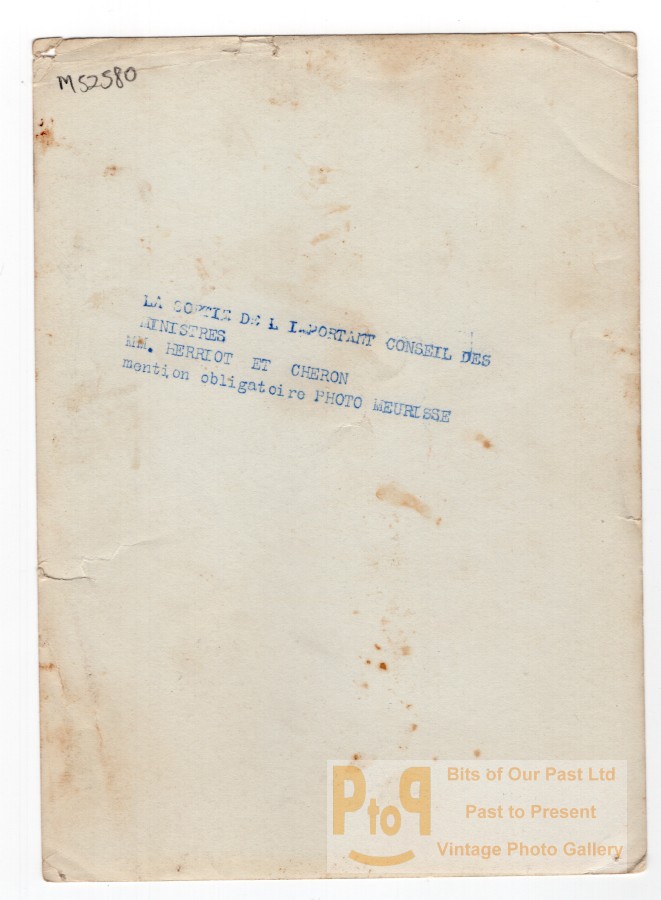 M52580
LA SORTIE DE L IMPORTANT CONSEIL DES
MINISTRES
MM. HERRIOT ET CHERON
mention obligatoire PHOTO MEURISSE
PtoP
Bits of Our Past Ltd
Past to Present
Vintage Photo Gallery